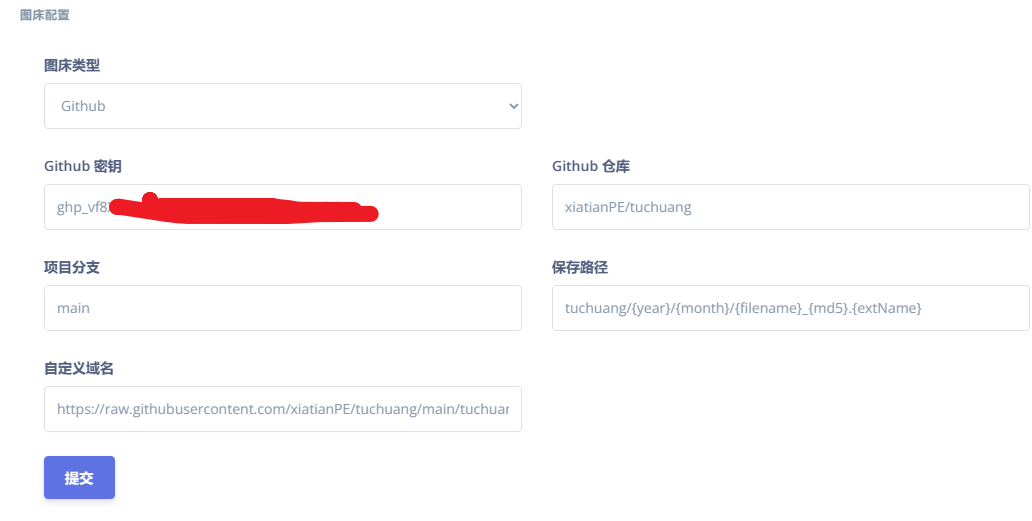 图床配置
图床类型
Github
Github 密钥
Github 仓库
ghp_vf8
xiatianPE/tuchuang
项目分支
保存路径
main
tuchuang/{year}/{month}/{filename}_{md5}.{extName}
自定义域名
https://raw.githubusercontent.com/xiatianPE/tuchuang/main/tuchuan
提交